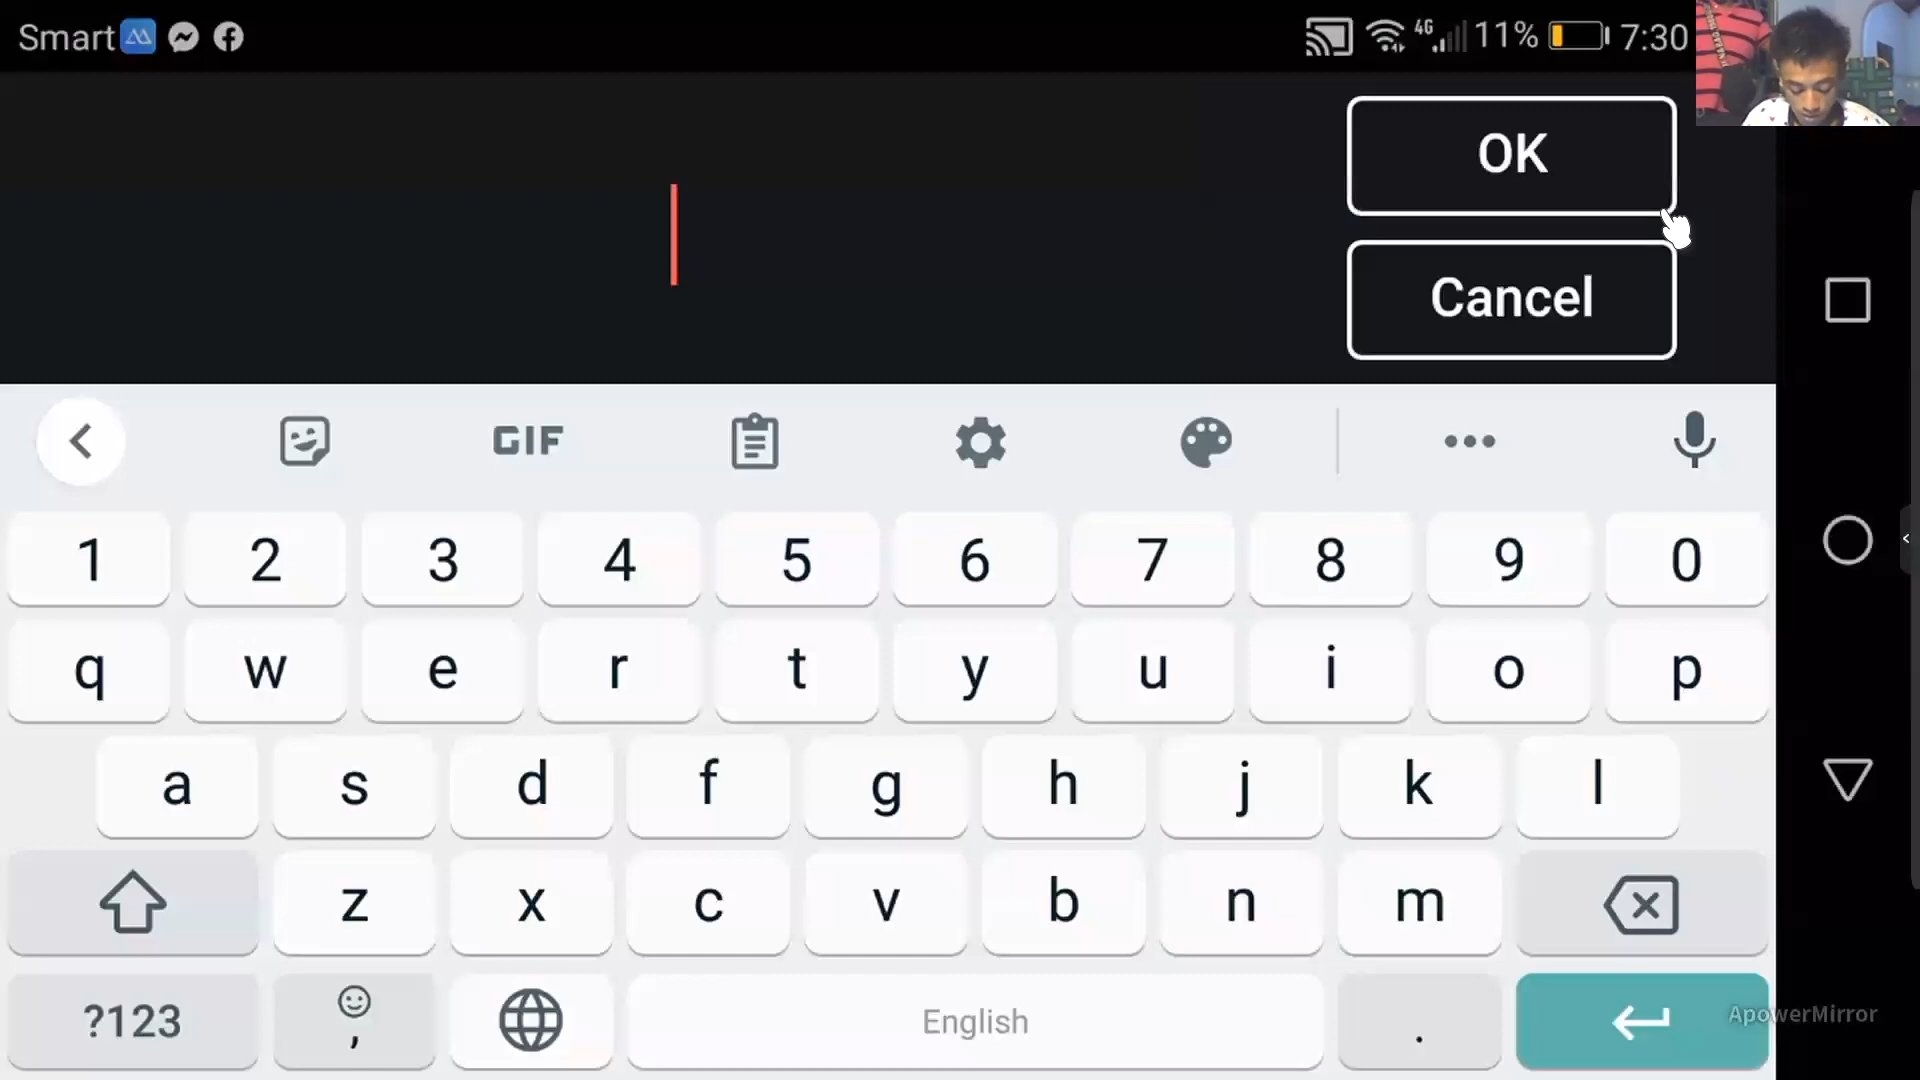 Smart 4G 11% 7:30
OK
Cancel
GIF
1 2 3 4 5 6 7 8 9 0
q w e r t y u i o p
a s d f g h j k l
z x c v b n m
?123 , English .
ApowerMirror